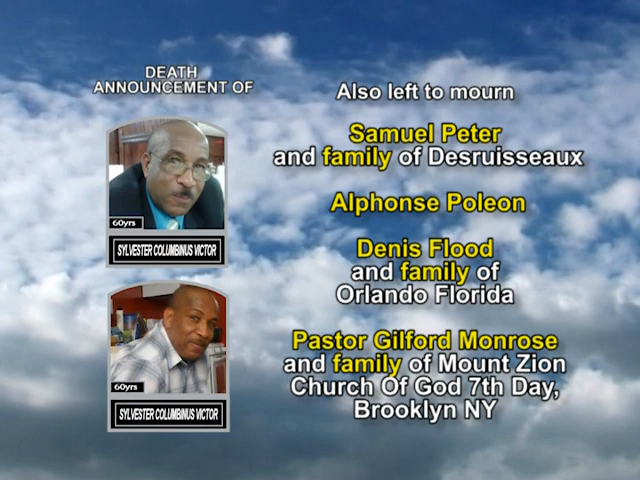 DEATH
ANNOUNCEMENT OF
60yrs
SYLVESTER COLUMBINUS VICTOR
60yrs
SYLVESTER COLUMBINUS VICTOR
Also left to mourn
Samuel Peter
and family of Desruisseaux
Alphonse Poleon
Denis Flood
and family of
Orlando Florida
Pastor Gilford Monrose
and family of Mount Zion
Church Of God 7th Day,
Brooklyn NY